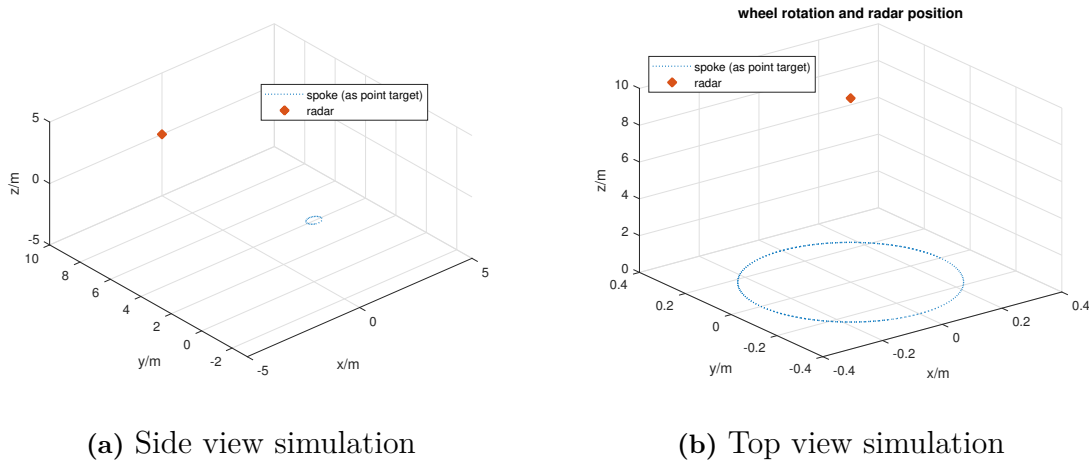 spoke (as point target)
radar
5
0
-5
z/m
10
8
6
4
2
0
-2
y/m
-5
0
5
x/m
(a) Side view simulation
wheel rotation and radar position
spoke (as point target)
radar
10
8
6
4
2
0
z/m
0.4
0.2
0
-0.2
-0.4
y/m
-0.4
-0.2
0
0.2
0.4
x/m
(b) Top view simulation